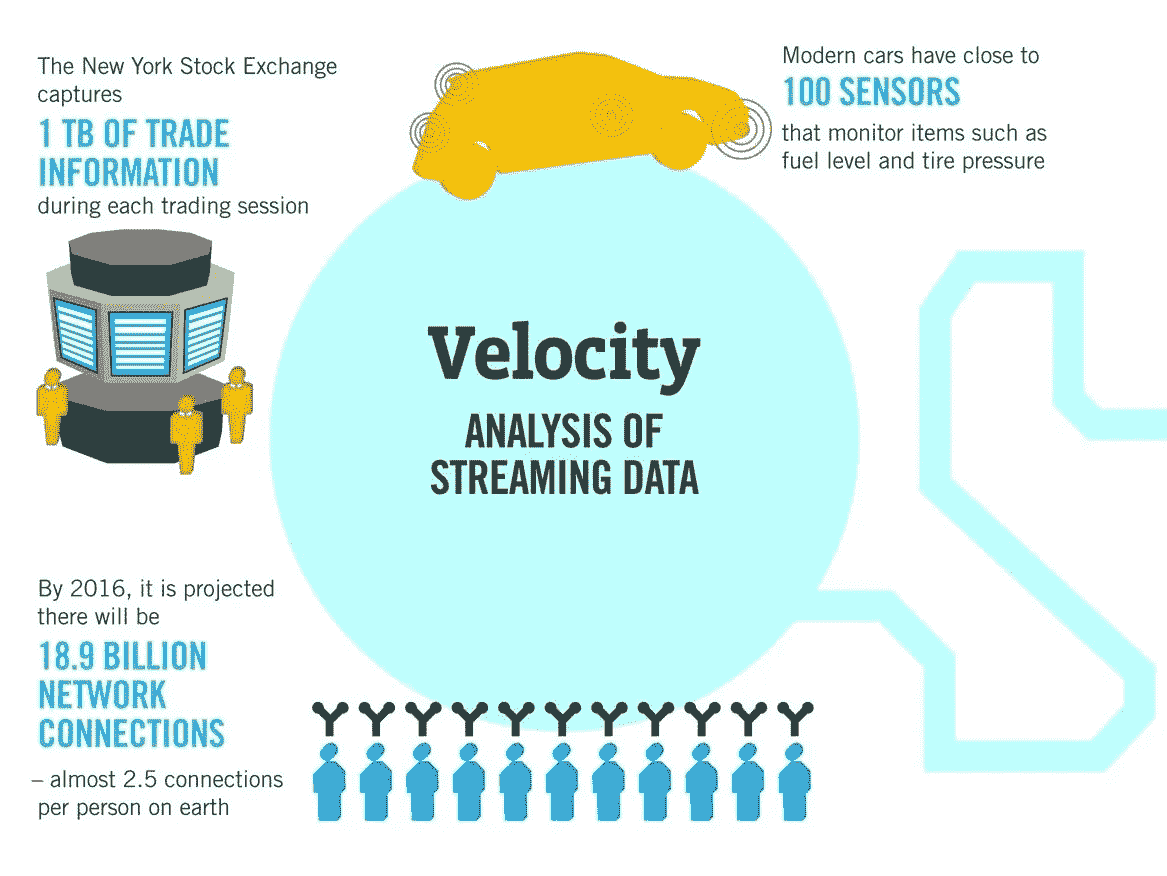 The New York Stock Exchange
captures
1 TB OF TRADE
INFORMATION
during each trading session
Modern cars have close to
100 SENSORS
that monitor items such as
fuel level and tire pressure
Velocity
ANALYSIS OF
STREAMING DATA
By 2016, it is projected
there will be
18.9 BILLION
NETWORK
CONNECTIONS
– almost 2.5 connections
per person on earth